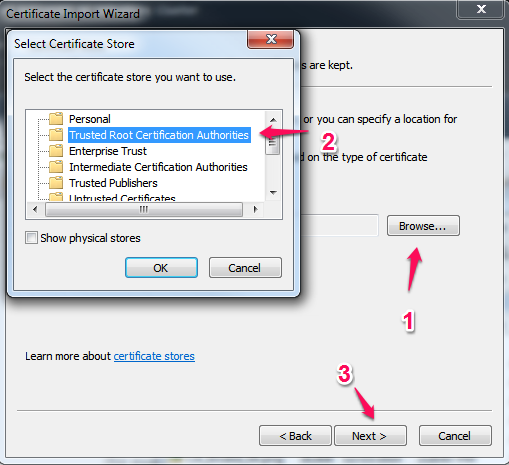 Certificate Import Wizard
Select Certificate Store
Select the certificate store you want to use.
s are kept.
Personal
or you can specify a location for
Trusted Root Certification Authorities
2
Enterprise Trust
d on the type of certificate
Intermediate Certification Authorities
Trusted Publishers
Untrusted Certificates
Browse...
Show physical stores
OK
Cancel
1
Learn more about certificate stores
3
< Back
Next >
Cancel